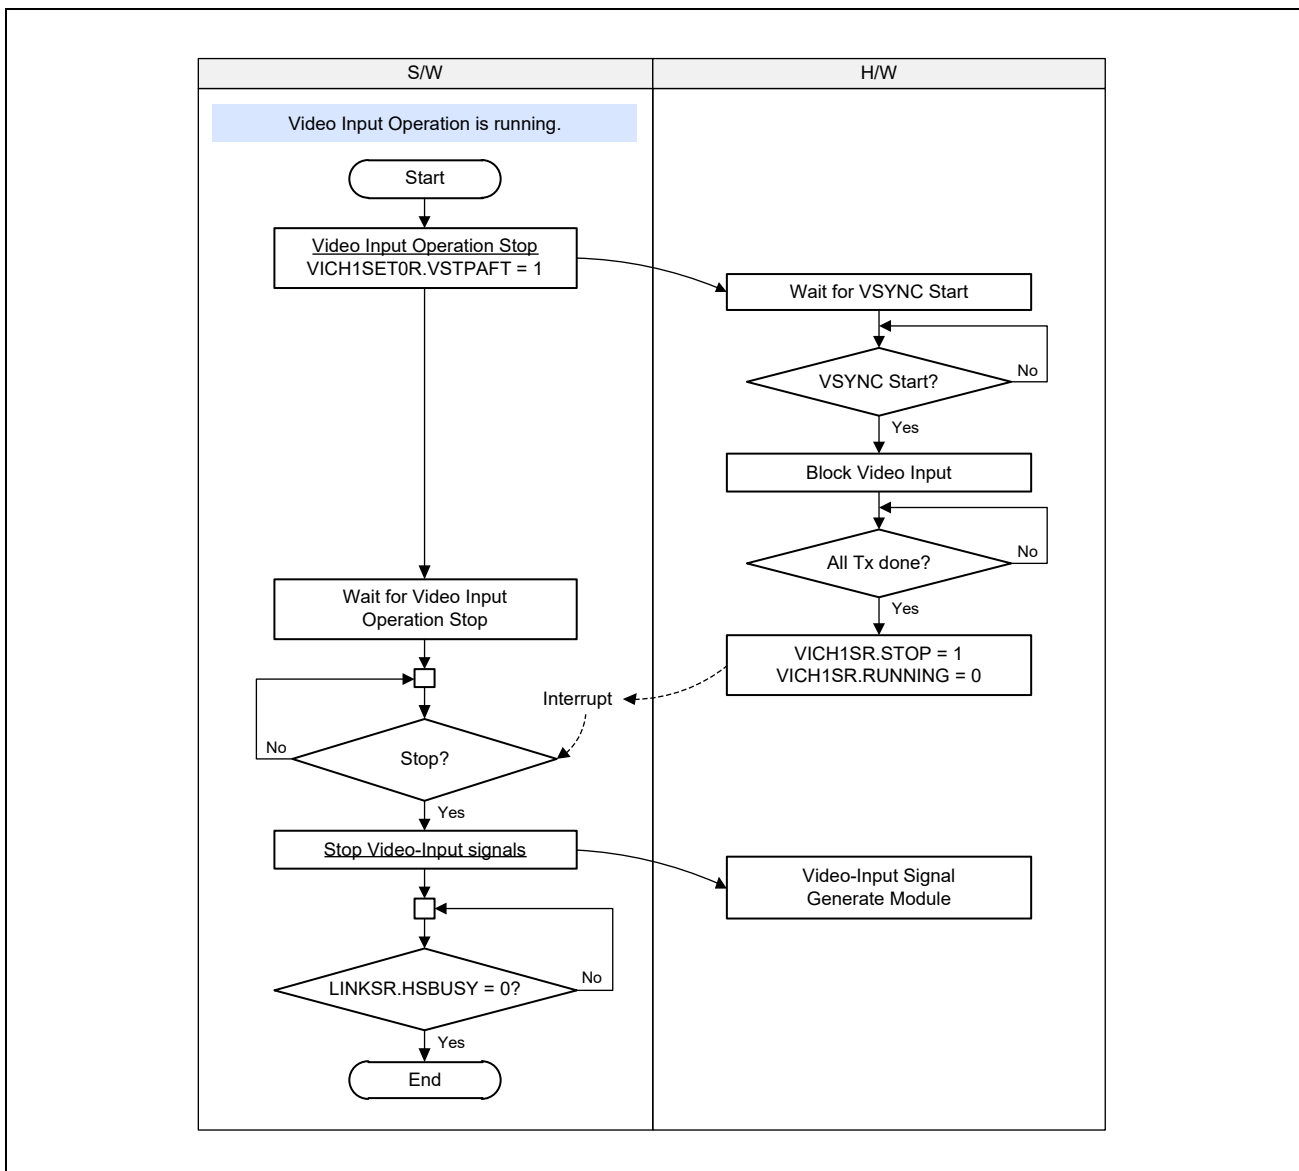 S/W
H/W
Video Input Operation is running.
Start
Video Input Operation Stop
VICH1SET0R.VSTPAFT = 1
Wait for VSYNC Start
VSYNC Start?
No
Yes
Block Video Input
All Tx done?
No
Yes
VICH1SR.STOP = 1
VICH1SR.RUNNING = 0
Wait for Video Input
Operation Stop
Interrupt
Stop?
No
Yes
Stop Video-Input signals
Video-Input Signal
Generate Module
LINKSR.HSBUSY = 0?
No
Yes
End